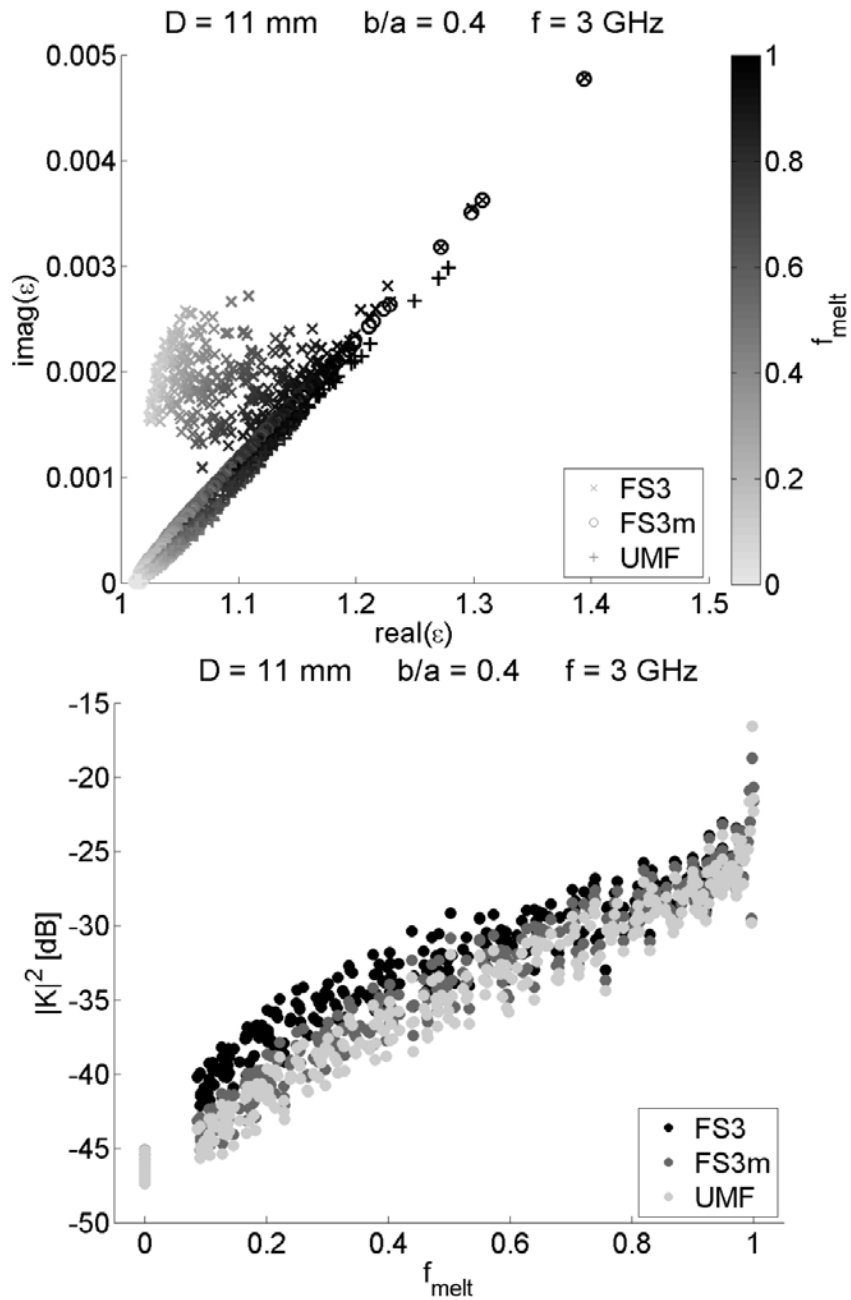 D = 11 mm b/a = 0.4 f = 3 GHz
0.005
0.004
0.003
0.002
0.001
0
imag(ε)
1 1.1 1.2 1.3 1.4 1.5
real(ε)
FS3
FS3m
UMF
1
0.8
0.6
0.4
0.2
0
f_melt
D = 11 mm b/a = 0.4 f = 3 GHz
-15
-20
-25
-30
-35
-40
-45
-50
|K|^2 [dB]
0 0.2 0.4 0.6 0.8 1
f_melt
FS3
FS3m
UMF